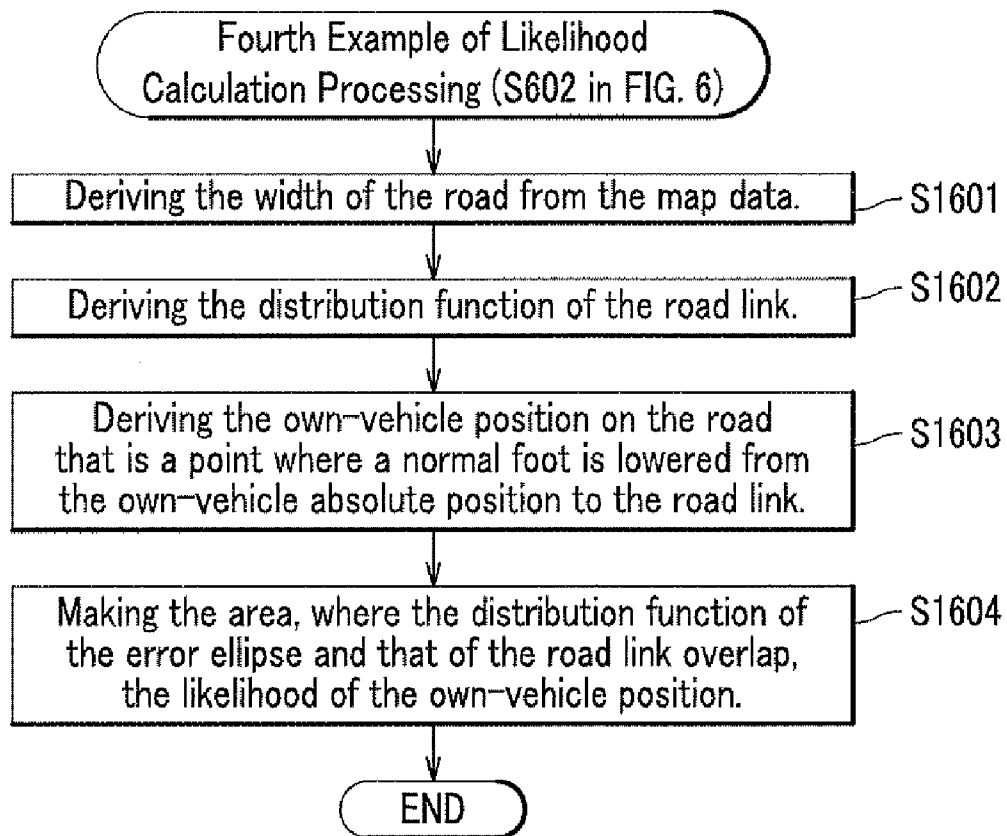 Fourth Example of Likelihood
Calculation Processing (S602 in FIG. 6)
Deriving the width of the road from the map data.
S1601
Deriving the distribution function of the road link.
S1602
Deriving the own-vehicle position on the road
that is a point where a normal foot is lowered from
the own-vehicle absolute position to the road link.
S1603
Making the area, where the distribution function of
the error ellipse and that of the road link overlap,
the likelihood of the own-vehicle position.
S1604
END